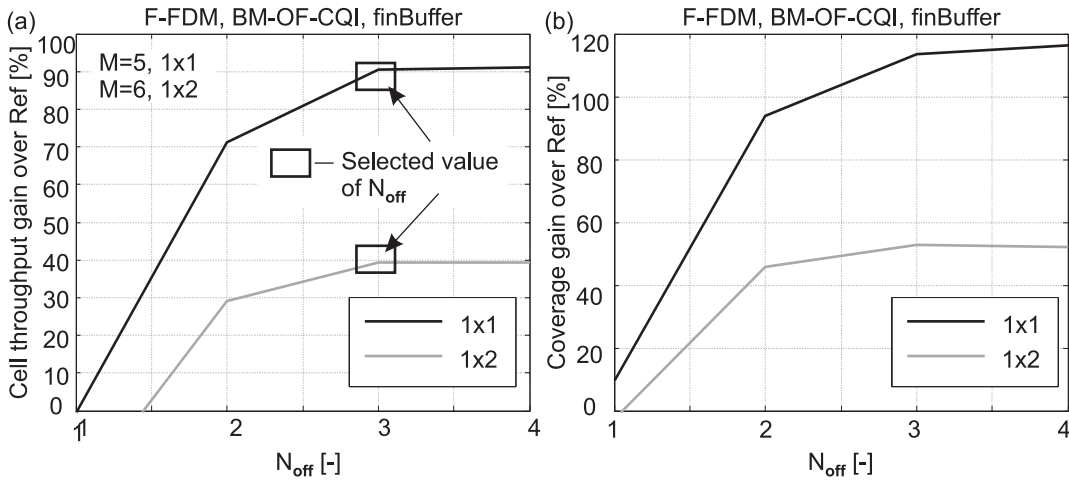 (a)
F-FDM, BM-OF-CQI, finBuffer
Cell throughput gain over Ref [%]
100
90
80
70
60
50
40
30
20
10
0
M=5, 1x1
M=6, 1x2
Selected value
of Noff
1x1
1x2
1
2
3
4
Noff [-]
(b)
F-FDM, BM-OF-CQI, finBuffer
Coverage gain over Ref [%]
120
100
80
60
40
20
0
1x1
1x2
1
2
3
4
Noff [-]